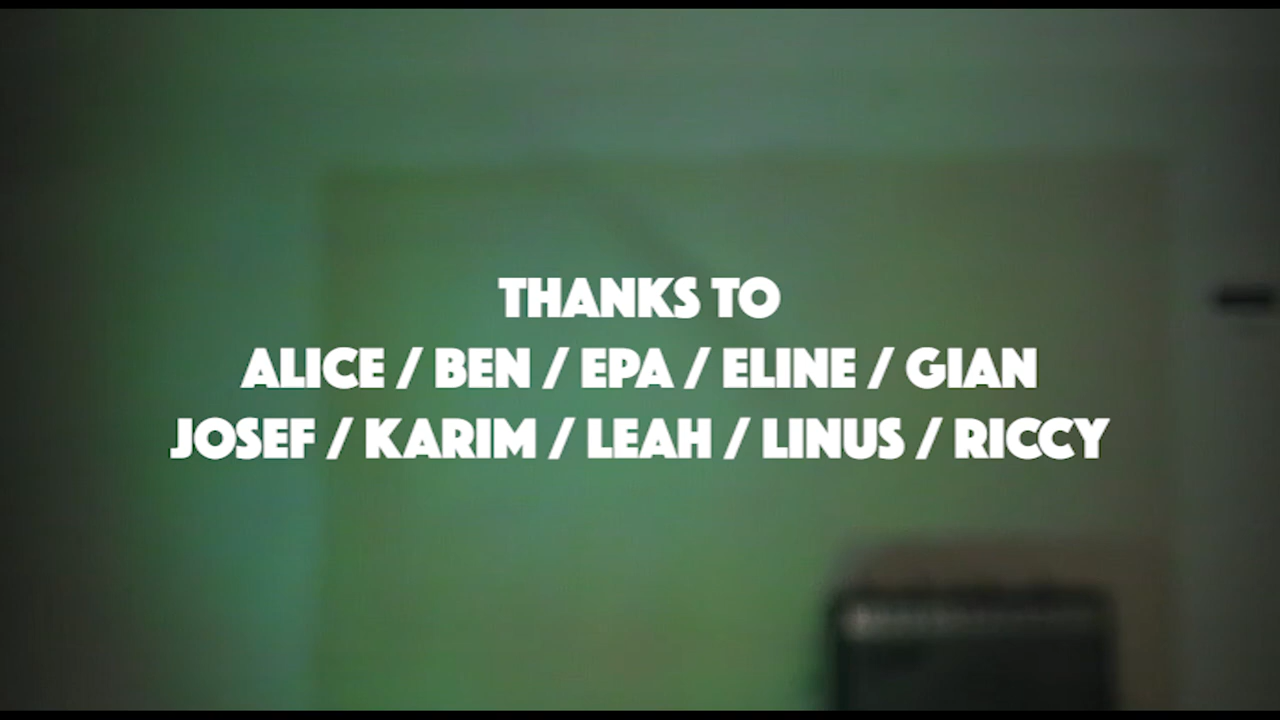 THANKS TO
ALICE / BEN / EPA / ELINE / GIAN
JOSEF / KARIM / LEAH / LINUS / RICCY